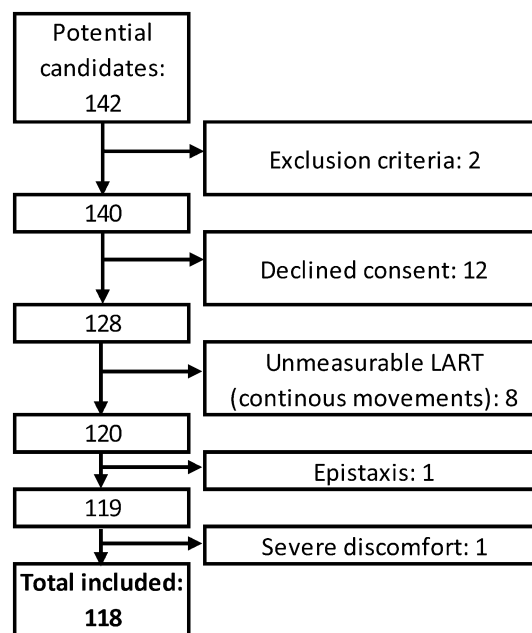 Potential
candidates:
142
Exclusion criteria: 2
140
Declined consent: 12
128
Unmeasurable LART
(continous movements): 8
120
Epistaxis: 1
119
Severe discomfort: 1
Total included:
118